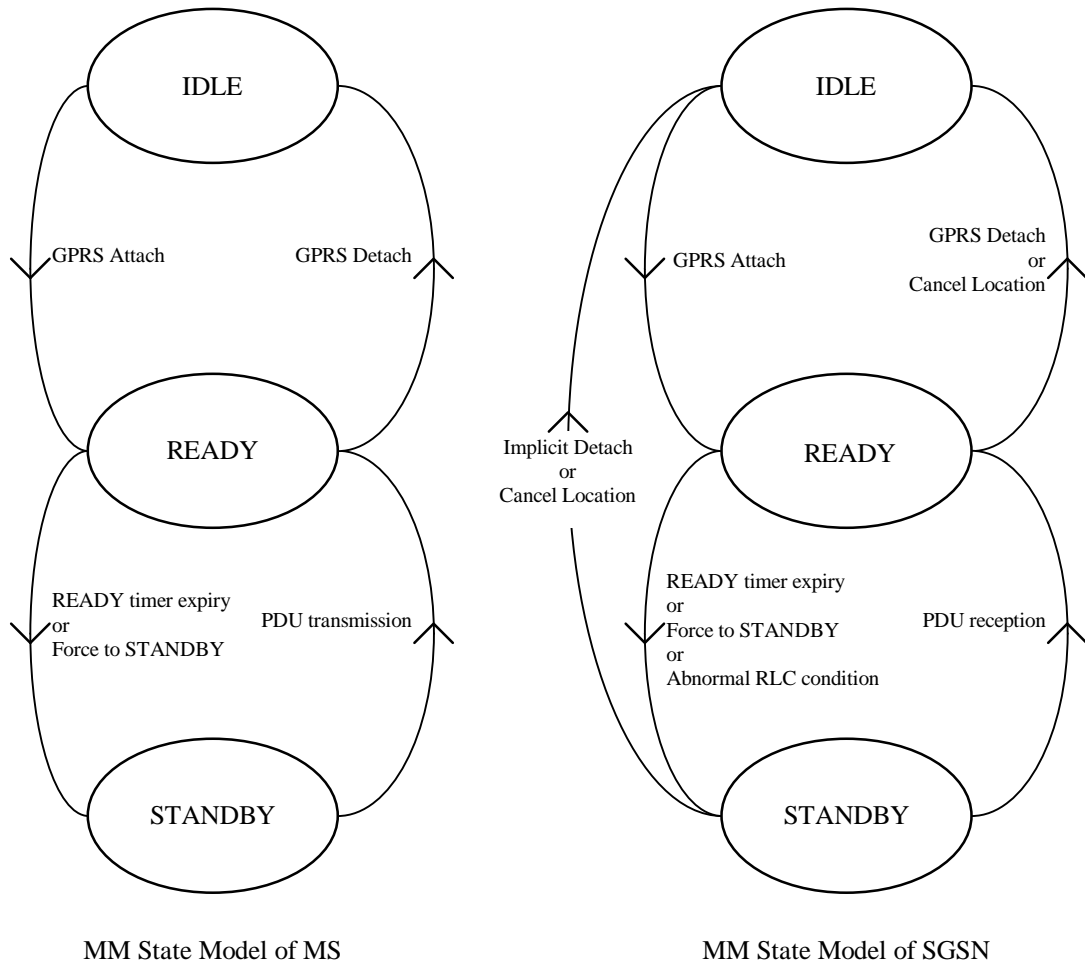 IDLE
GPRS Attach
GPRS Detach
READY
READY timer expiry
or
Force to STANDBY
PDU transmission
STANDBY
MM State Model of MS
IDLE
GPRS Attach
GPRS Detach
or
Cancel Location
READY
Implicit Detach
or
Cancel Location
READY timer expiry
or
Force to STANDBY
or
Abnormal RLC condition
PDU reception
STANDBY
MM State Model of SGSN